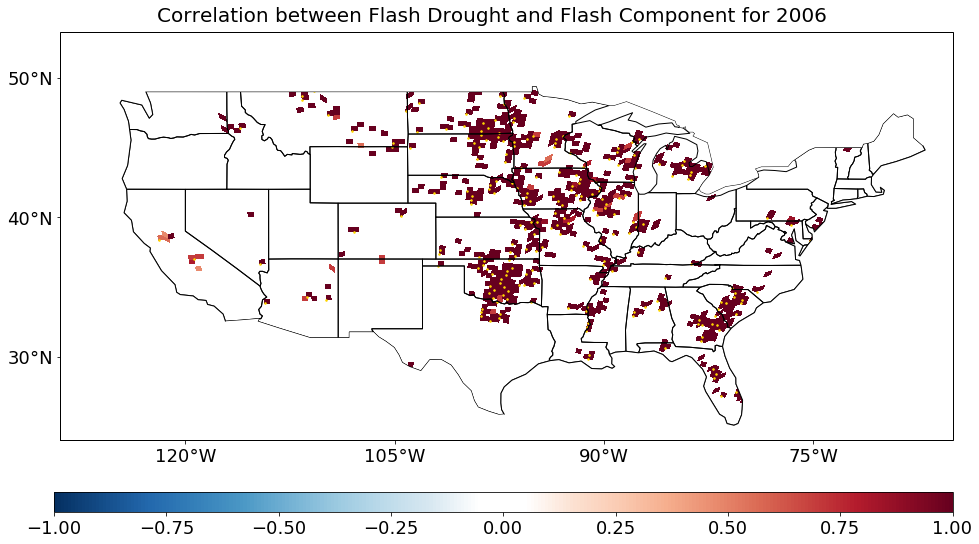 Correlation between Flash Drought and Flash Component for 2006
50°N
40°N
30°N
120°W 105°W 90°W 75°W
−1.00 −0.75 −0.50 −0.25 0.00 0.25 0.50 0.75 1.00